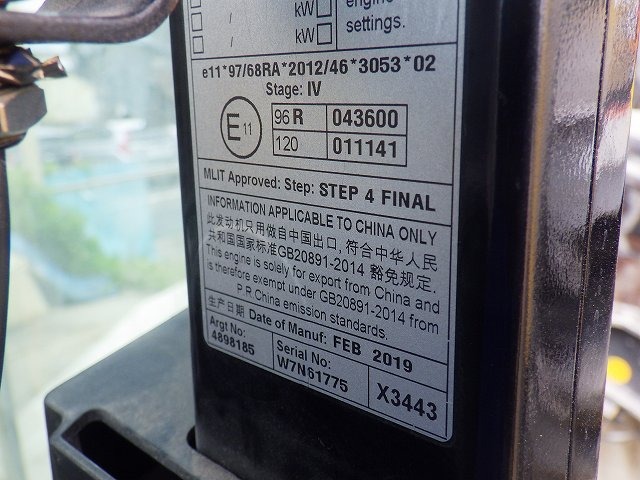 kW
engine
settings.
/ kW
/ kW
e11*97/68RA*2012/46*3053*02
Stage: IV
E 11
96 R 043600
120 011141
MLIT Approved: Step: STEP 4 FINAL
INFORMATION APPLICABLE TO CHINA ONLY
此发动机只用做自中国出口, 符合中华人民
共和国国家标准GB20891-2014 豁免规定.
This engine is solely for export from China and
is therefore exempt under GB20891-2014 from
P.R.China emission standards.
生产日期 Date of Manuf: FEB 2019
Argt No:
4898185
Serial No:
W7N61775
X3443